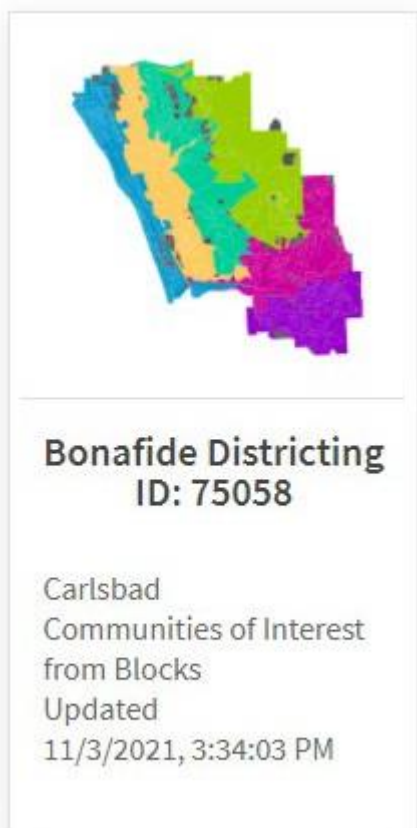 Bonafide Districting
ID: 75058
Carlsbad
Communities of Interest
from Blocks
Updated
11/3/2021, 3:34:03 PM